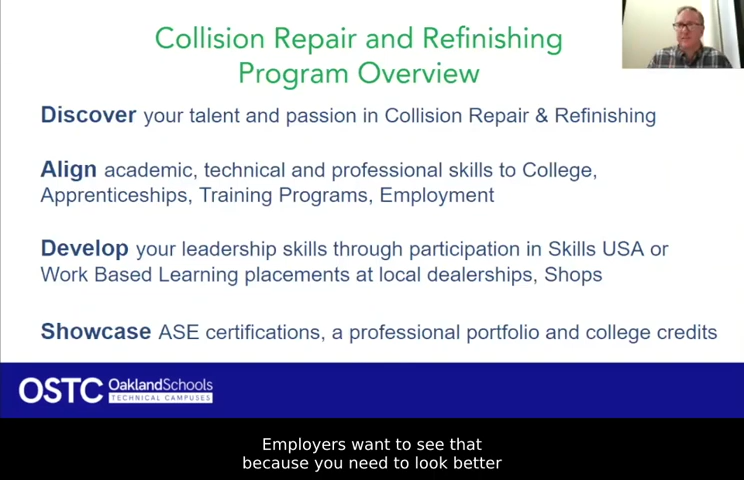 Collision Repair and Refinishing
Program Overview
Discover your talent and passion in Collision Repair & Refinishing
Align academic, technical and professional skills to College,
Apprenticeships, Training Programs, Employment
Develop your leadership skills through participation in Skills USA or
Work Based Learning placements at local dealerships, Shops
Showcase ASE certifications, a professional portfolio and college credits
OSTC OaklandSchools
TECHNICAL CAMPUSES
Employers want to see that
because you need to look better